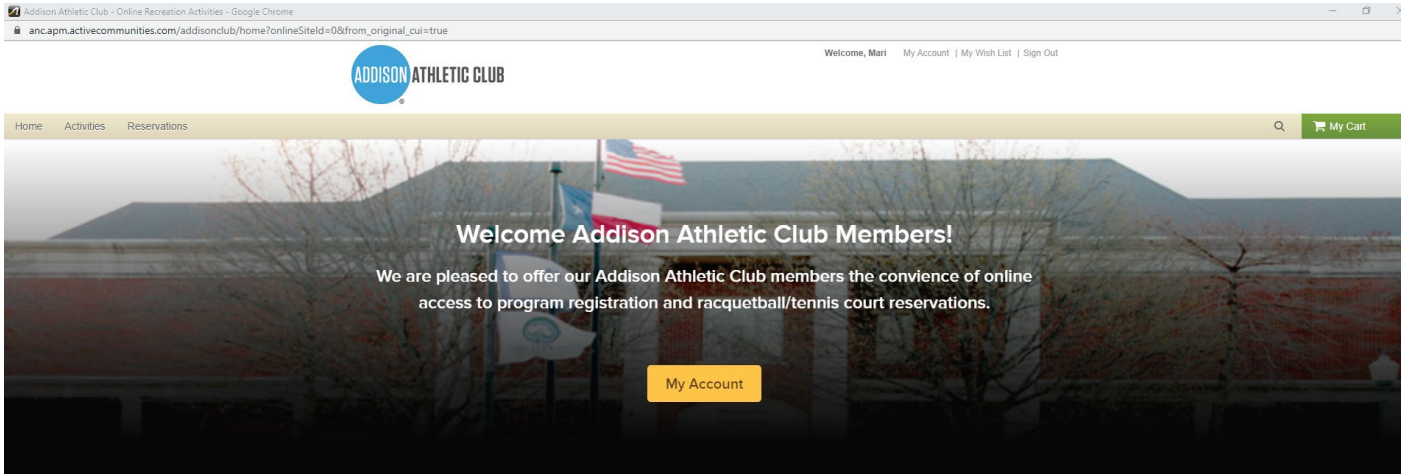 Addison Athletic Club - Online Recreation Activities - Google Chrome
anc.apm.activecommunities.com/addisonclub/home?onlineSiteId=0&from_original_cui=true
ADDISON ATHLETIC CLUB
®
Welcome, Mari My Account | My Wish List | Sign Out
Home Activities Reservations My Cart
Welcome Addison Athletic Club Members!
We are pleased to offer our Addison Athletic Club members the convience of online
access to program registration and racquetball/tennis court reservations.
My Account